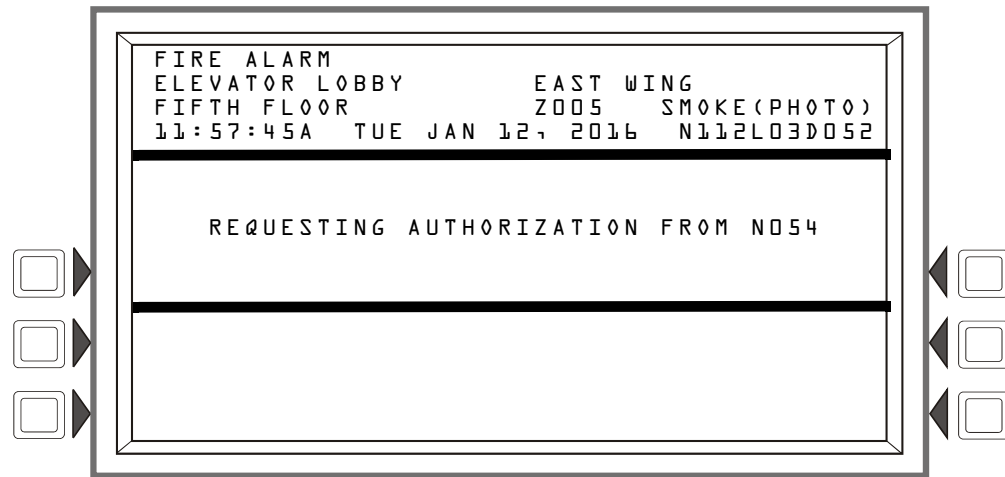 FIRE ALARM
ELEVATOR LOBBY EAST WING
FIFTH FLOOR Z005 SMOKE(PHOTO)
11:57:45A TUE JAN 12, 2016 N112L03D052
REQUESTING AUTHORIZATION FROM N054